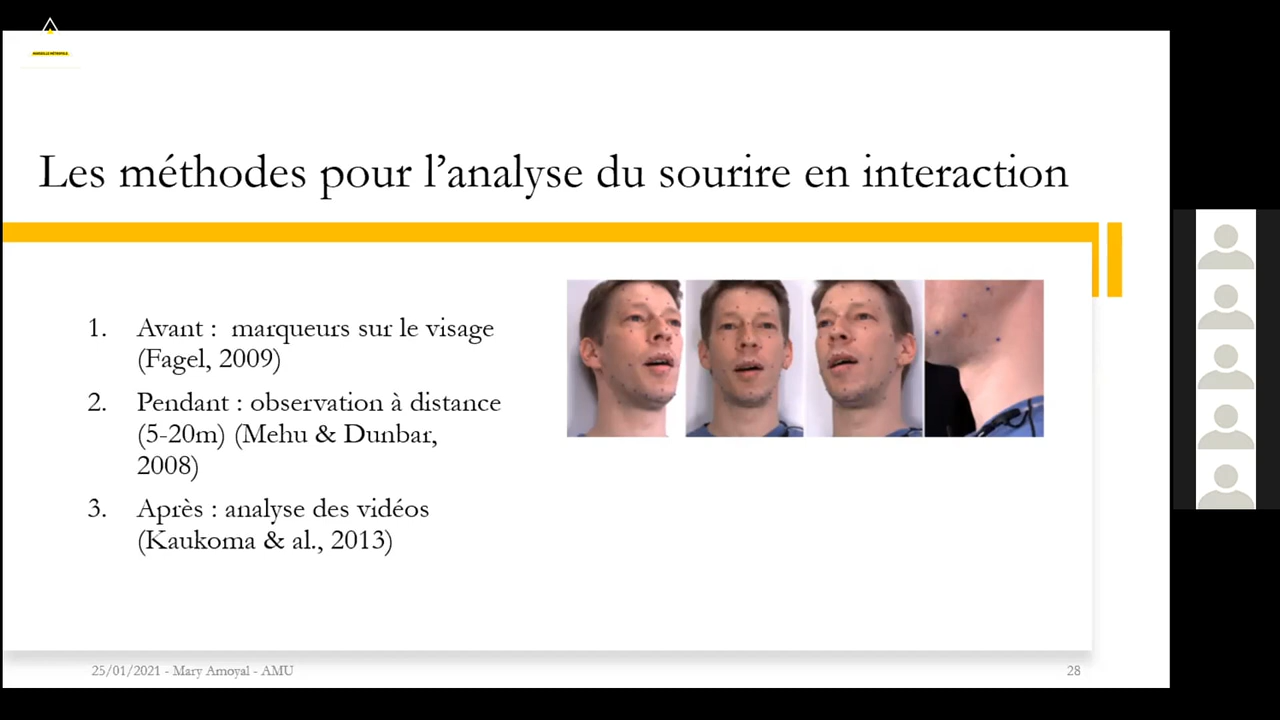 MARSEILLE MÉTROPOLE
Les méthodes pour l’analyse du sourire en interaction
1. Avant :  marqueurs sur le visage
(Fagel, 2009)
2. Pendant : observation à distance
(5-20m) (Mehu & Dunbar,
2008)
3. Après : analyse des vidéos
(Kaukoma & al., 2013)
25/01/2021 - Mary Amoyal - AMU
28